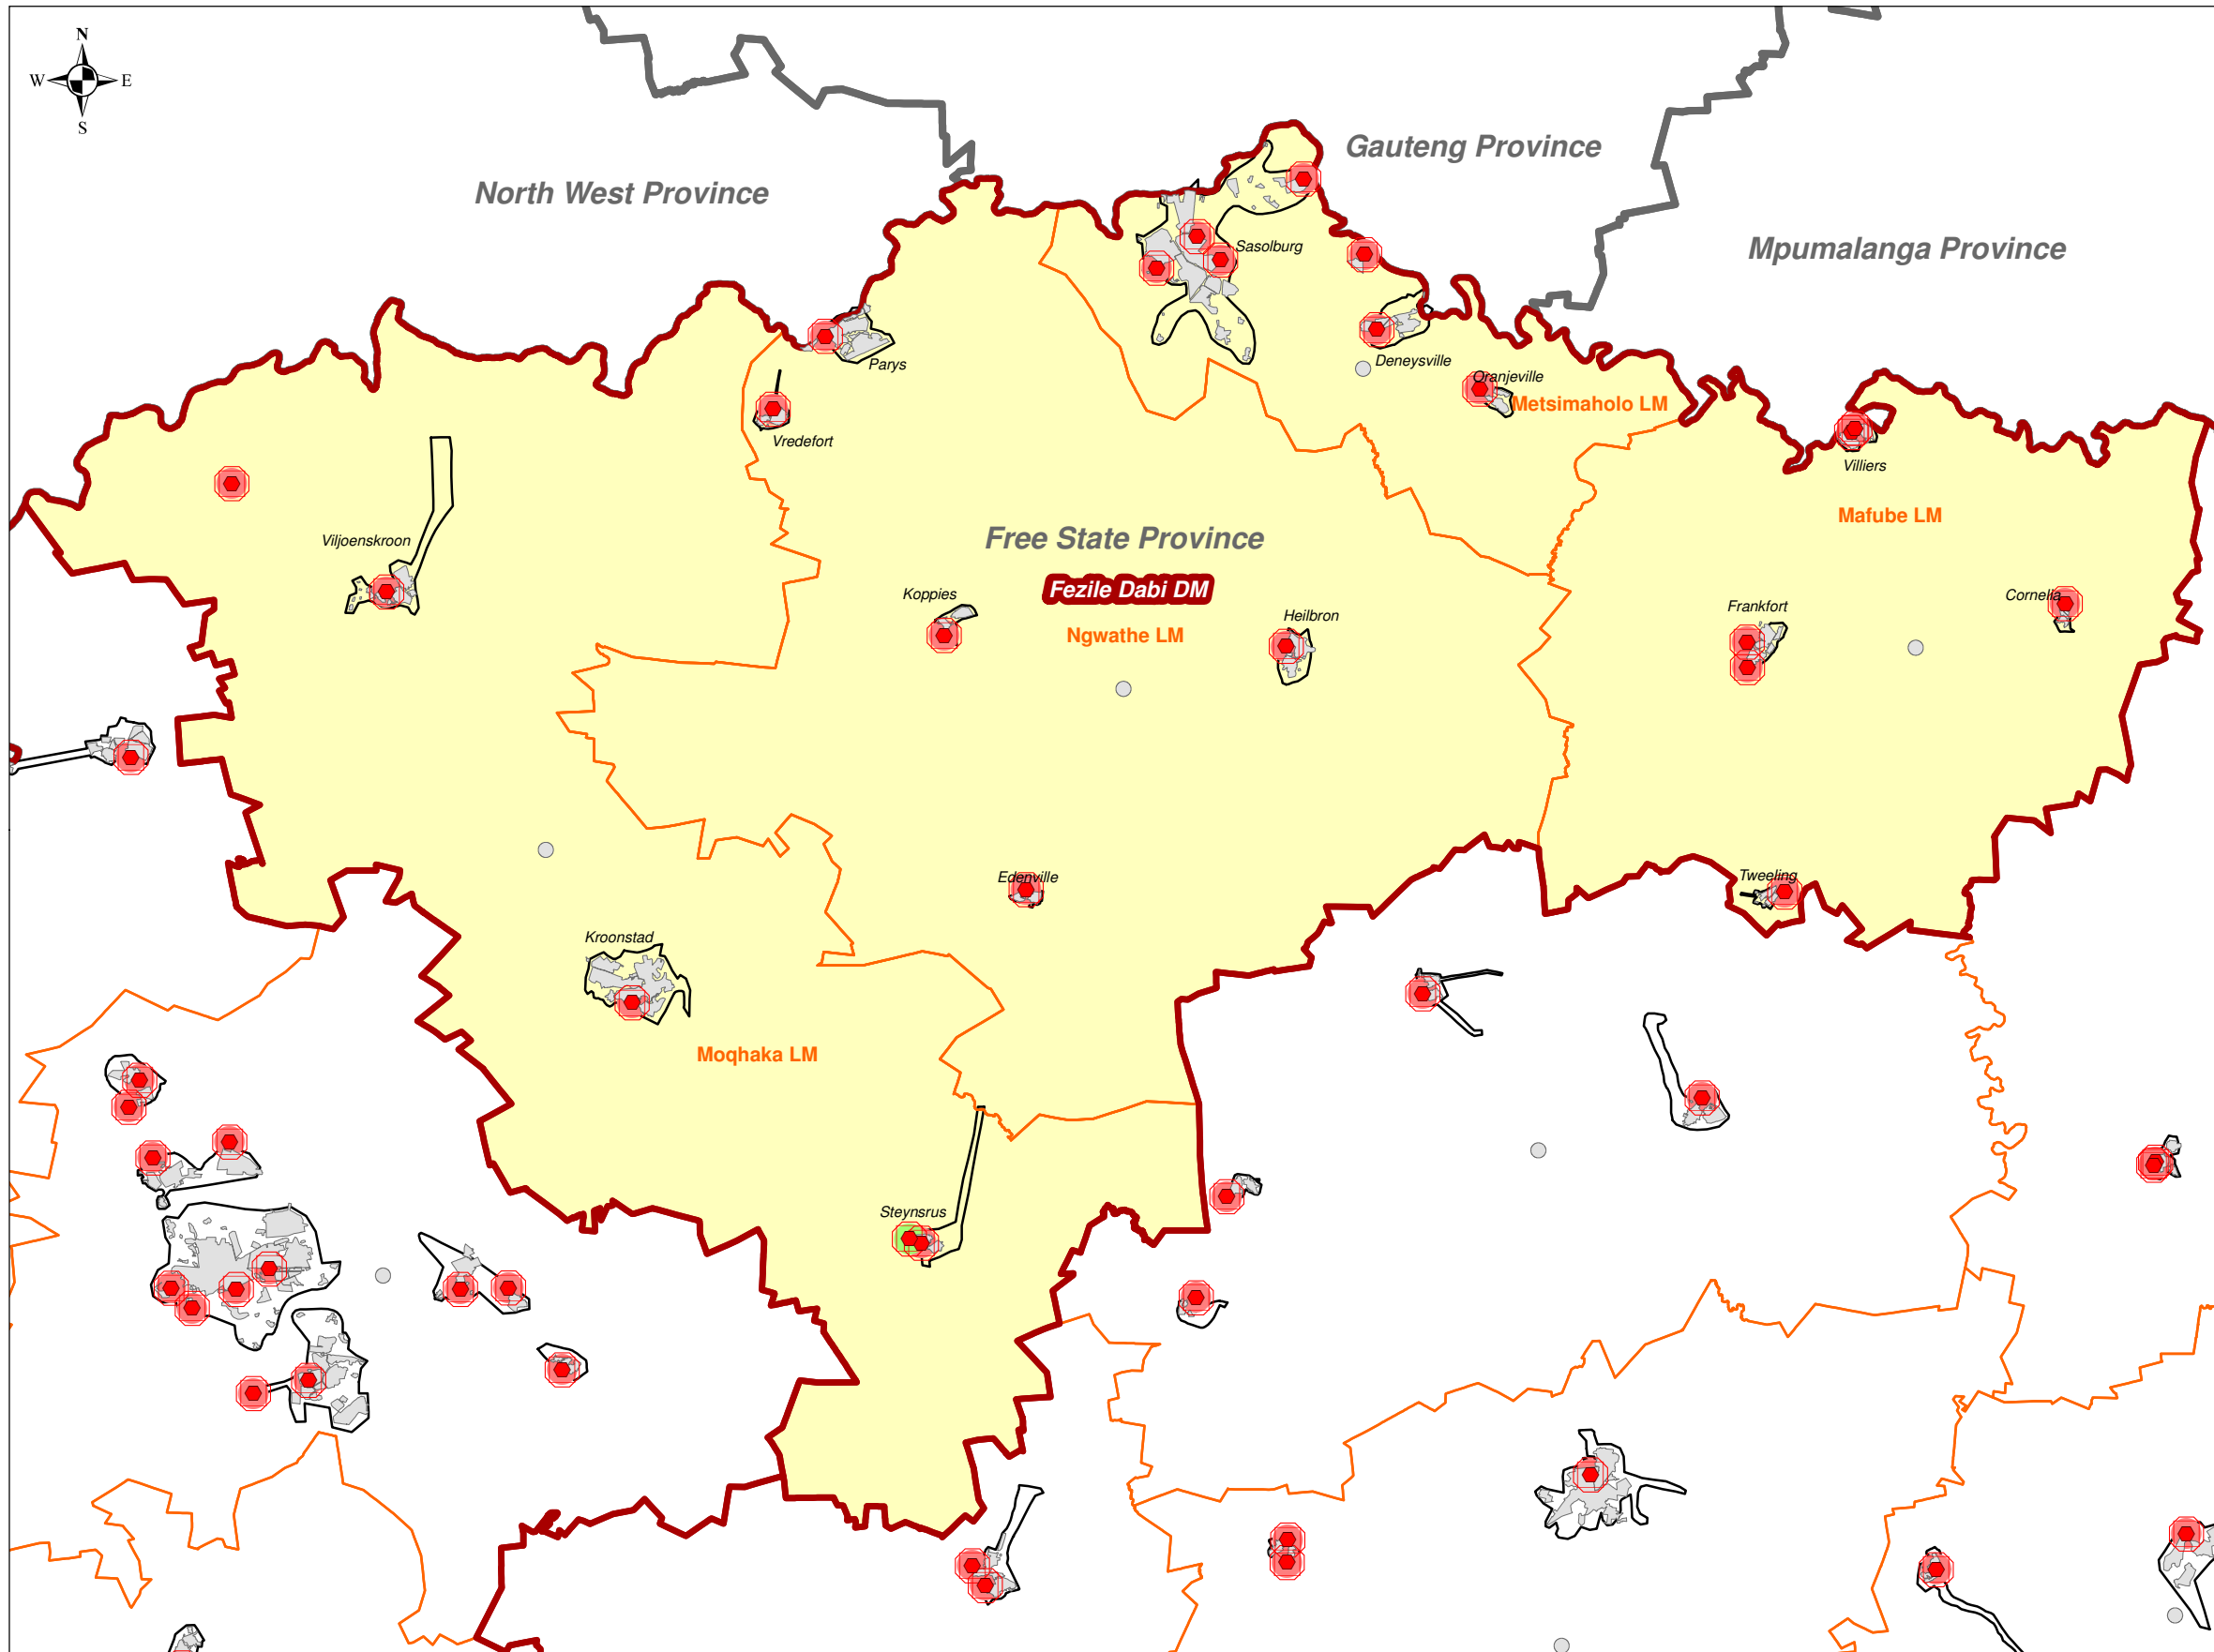 N
W E
S
Gauteng Province
North West Province
Mpumalanga Province
Sasolburg
Parys
Deneysville
Oranjeville
Metsimaholo LM
Vredefort
Villiers
Mafube LM
Viljoenskroon
Free State Province
Fezile Dabi DM
Koppies
Cornelia
Frankfort
Heilbron
Ngwathe LM
Edenville
Tweeling
Kroonstad
Moqhaka LM
Steynsrus